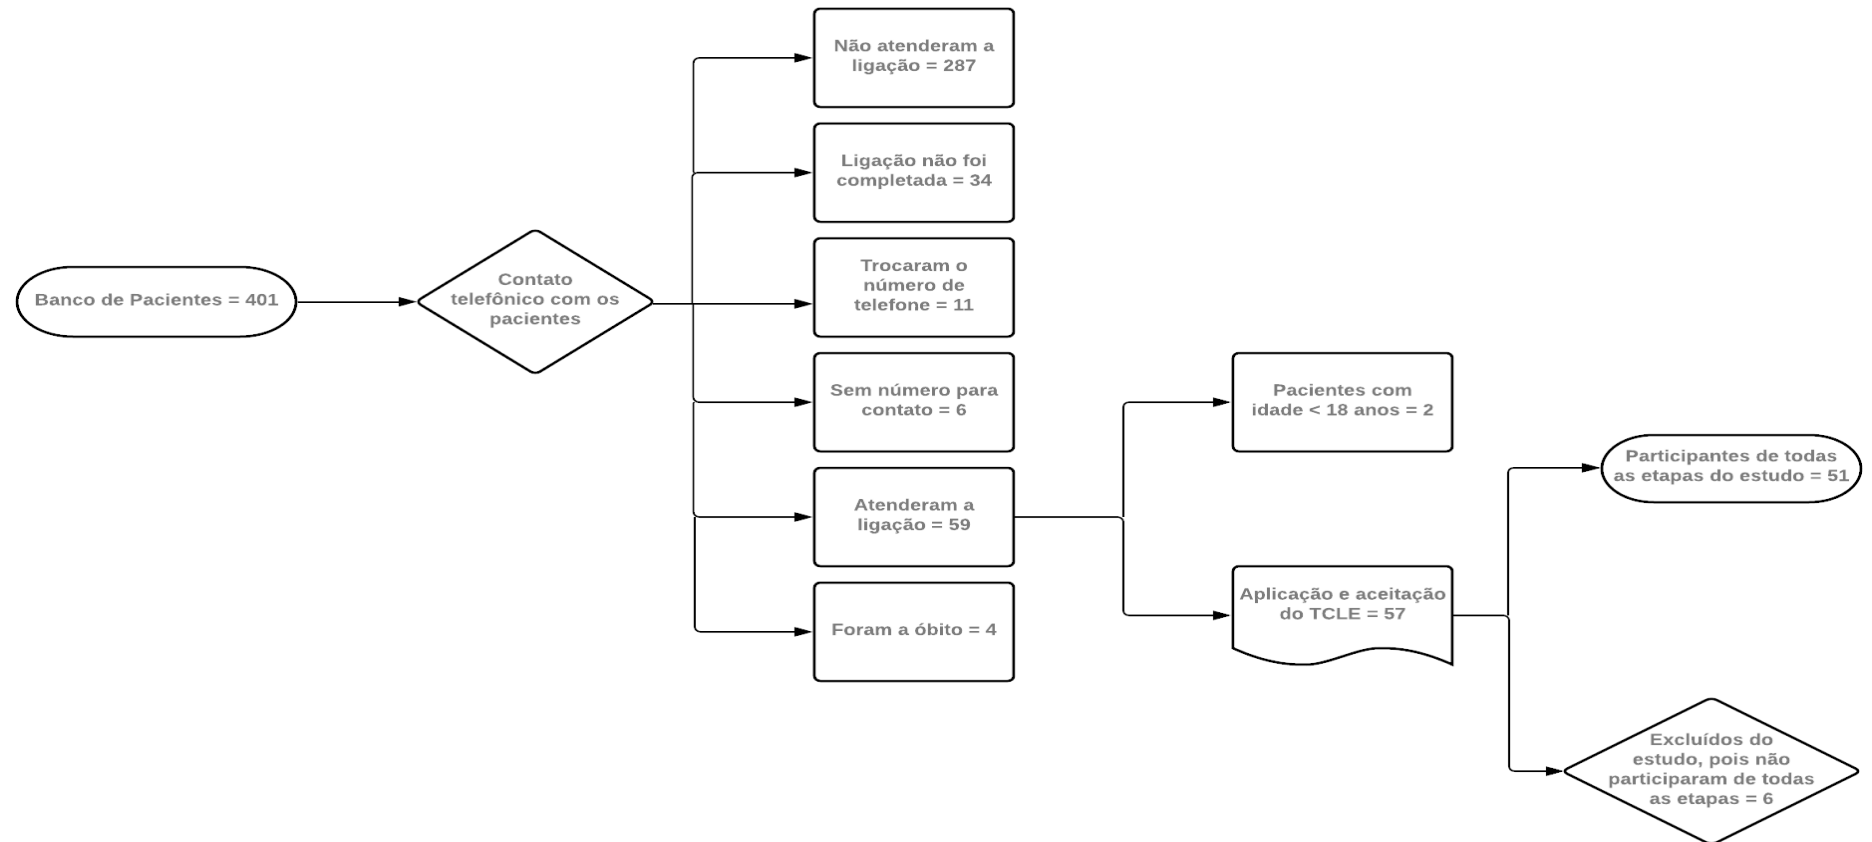 Banco de Pacientes = 401
Contato
telefônico com os
pacientes
Não atenderam a
ligação = 287
Ligação não foi
completada = 34
Trocaram o
número de
telefone = 11
Sem número para
contato = 6
Atenderam a
ligação = 59
Foram a óbito = 4
Pacientes com
idade < 18 anos = 2
Aplicação e aceitação
do TCLE = 57
Participantes de todas
as etapas do estudo = 51
Excluídos do
estudo, pois não
participaram de todas
as etapas = 6